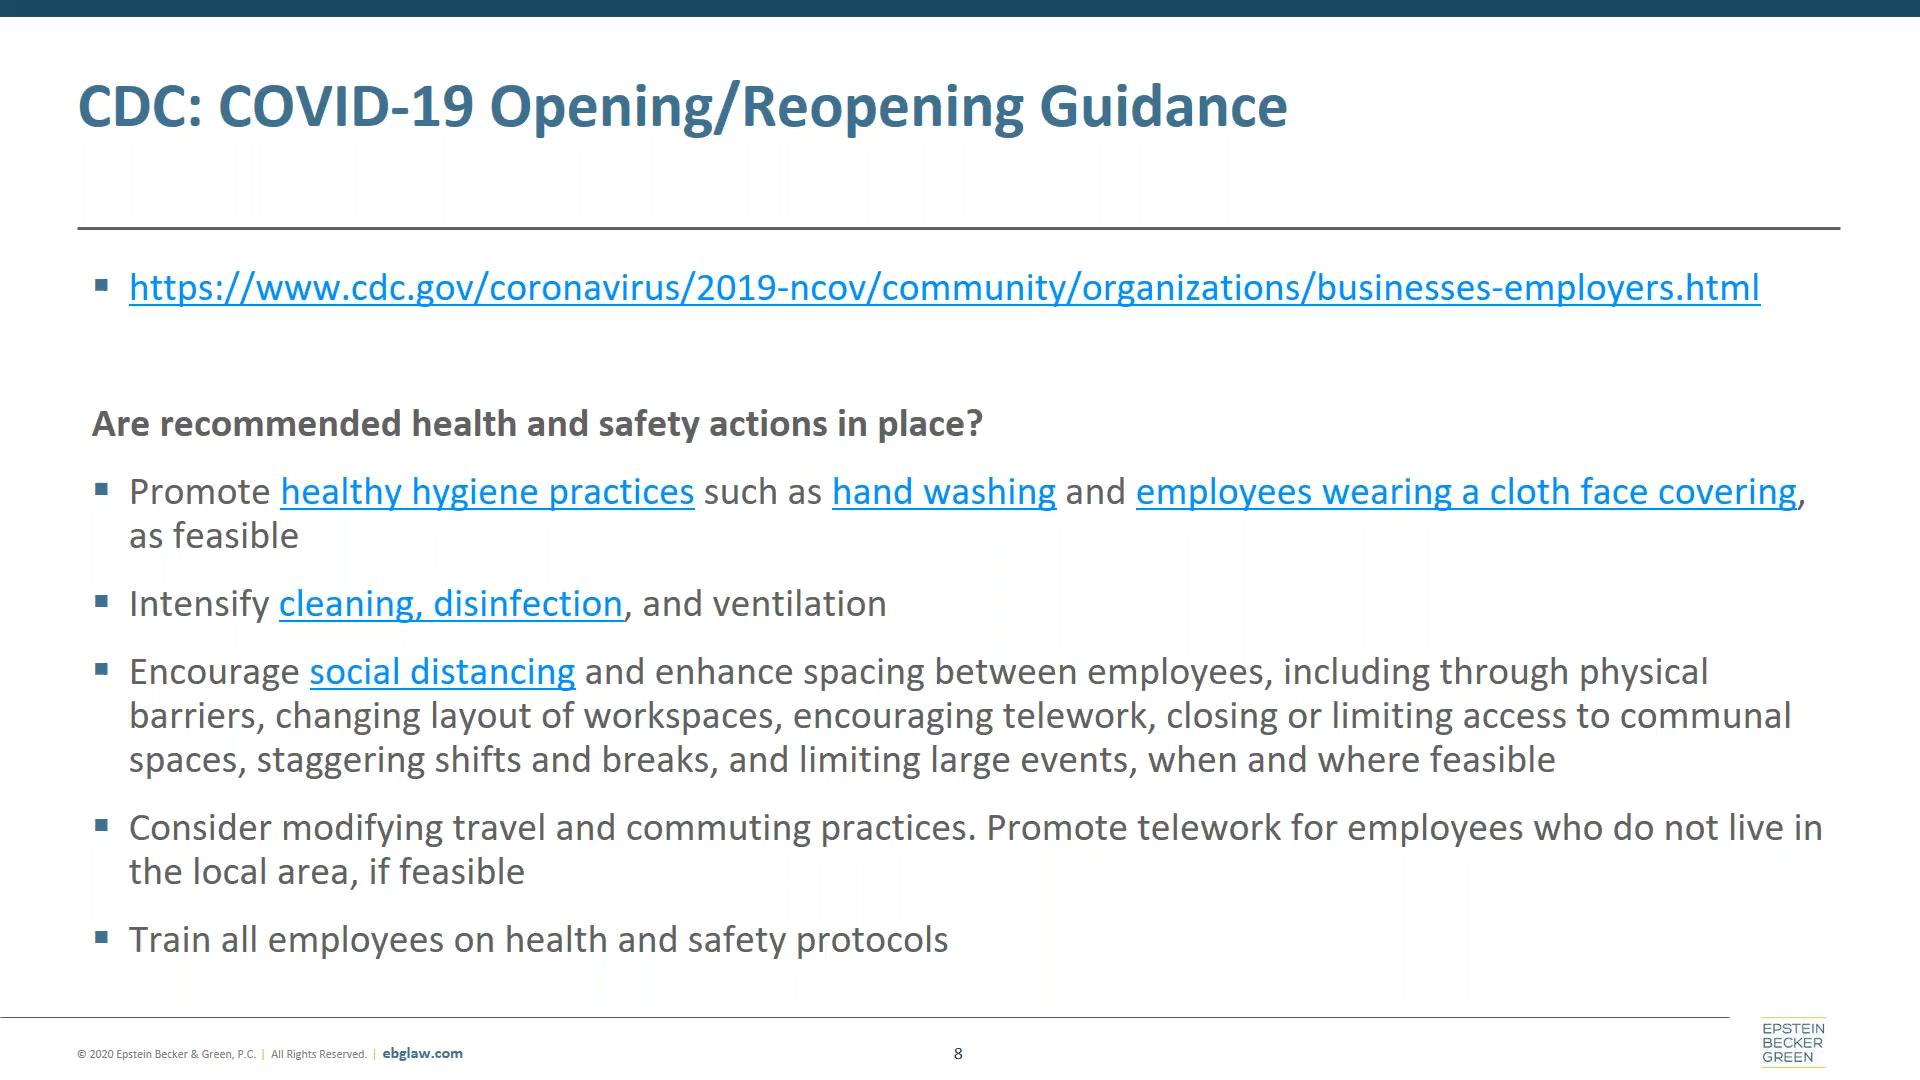 CDC: COVID-19 Opening/Reopening Guidance
▪ https://www.cdc.gov/coronavirus/2019-ncov/community/organizations/businesses-employers.html
Are recommended health and safety actions in place?
▪ Promote healthy hygiene practices such as hand washing and employees wearing a cloth face covering,
as feasible
▪ Intensify cleaning, disinfection, and ventilation
▪ Encourage social distancing and enhance spacing between employees, including through physical
barriers, changing layout of workspaces, encouraging telework, closing or limiting access to communal
spaces, staggering shifts and breaks, and limiting large events, when and where feasible
▪ Consider modifying travel and commuting practices. Promote telework for employees who do not live in
the local area, if feasible
▪ Train all employees on health and safety protocols
© 2020 Epstein Becker & Green, P.C. | All Rights Reserved. | ebglaw.com
8
EPSTEIN
BECKER
GREEN